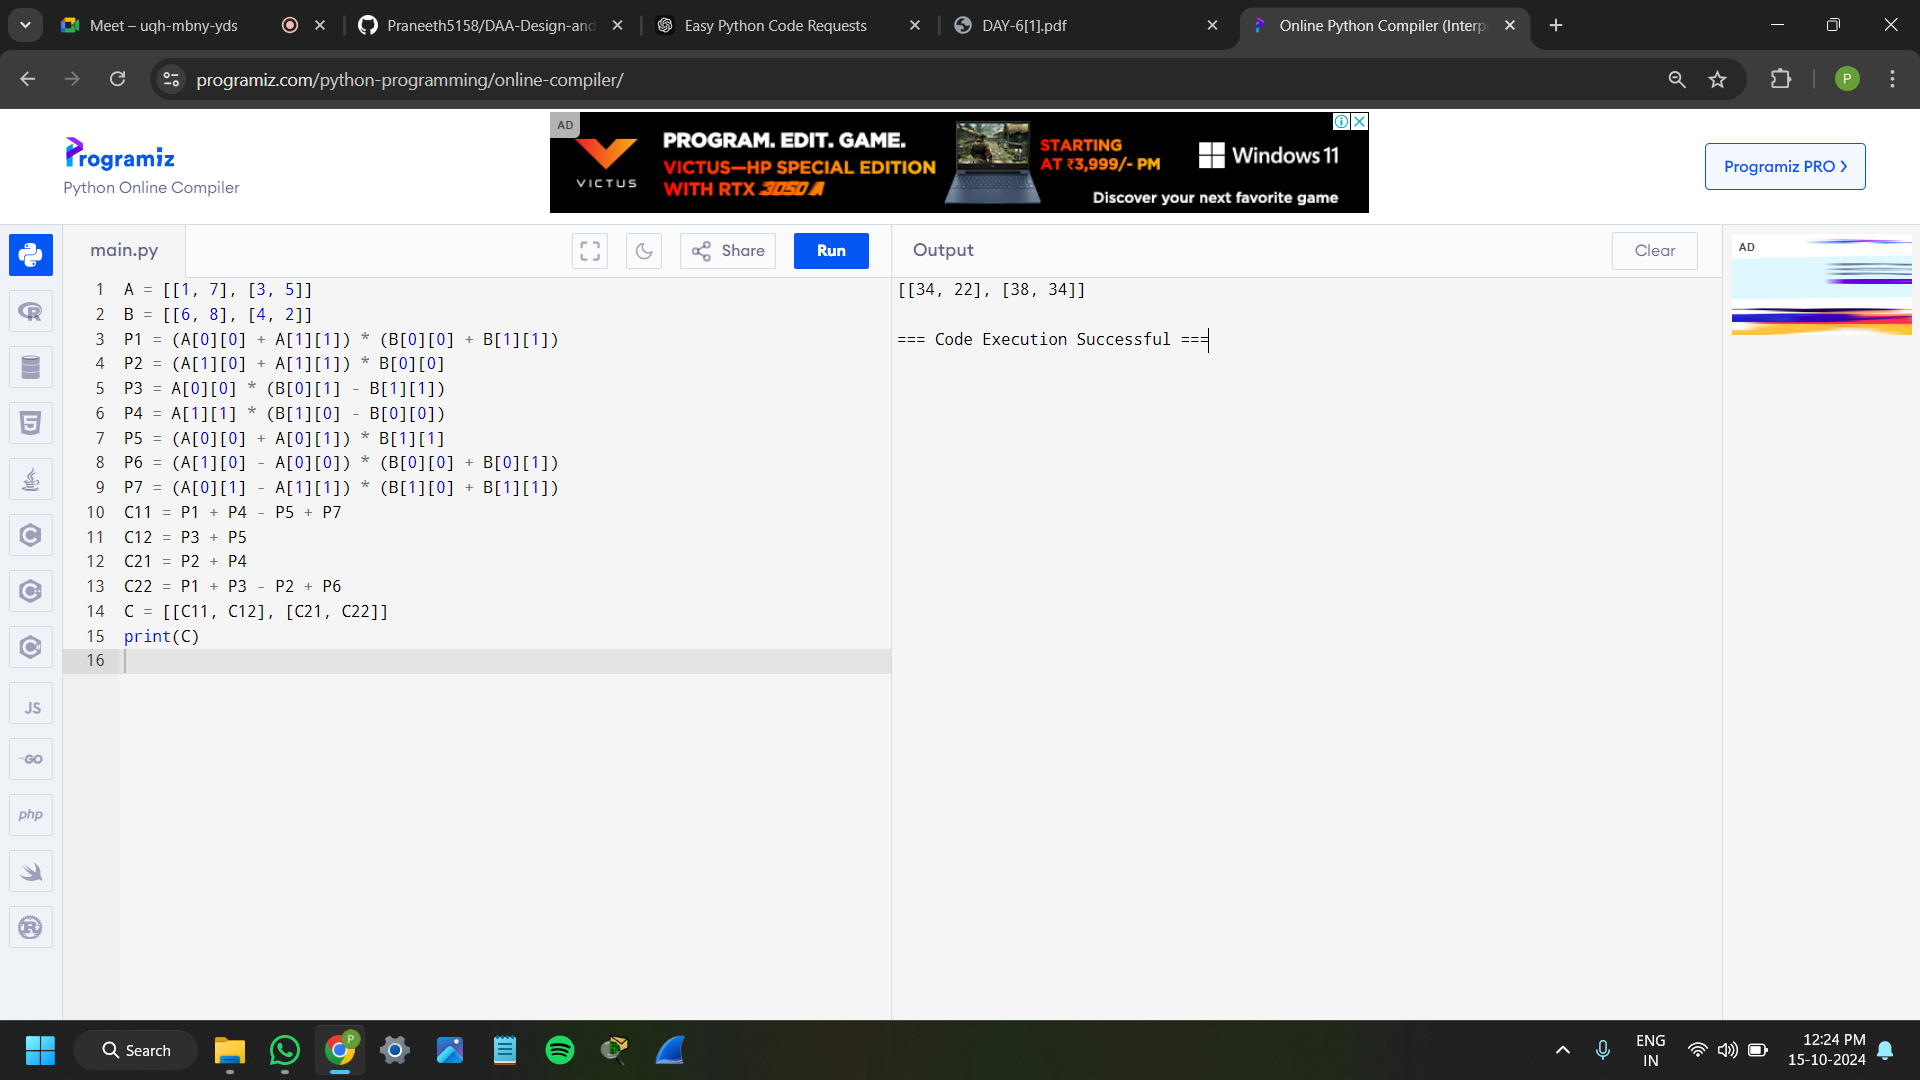 Meet – uqh-mbny-yds
Praneeth5158/DAA-Design-and
Easy Python Code Requests
DAY-6[1].pdf
Online Python Compiler (Interp
programiz.com/python-programming/online-compiler/
P
Programiz
Python Online Compiler
AD
VICTUS
PROGRAM. EDIT. GAME.
VICTUS—HP SPECIAL EDITION
WITH RTX 3050 A
STARTING
AT ₹3,999/- PM
Windows 11
Discover your next favorite game
Programiz PRO >
main.py
Share
Run
Output
Clear
AD
1 A = [[1, 7], [3, 5]]
2 B = [[6, 8], [4, 2]]
3 P1 = (A[0][0] + A[1][1]) * (B[0][0] + B[1][1])
4 P2 = (A[1][0] + A[1][1]) * B[0][0]
5 P3 = A[0][0] * (B[0][1] - B[1][1])
6 P4 = A[1][1] * (B[1][0] - B[0][0])
7 P5 = (A[0][0] + A[0][1]) * B[1][1]
8 P6 = (A[1][0] - A[0][0]) * (B[0][0] + B[0][1])
9 P7 = (A[0][1] - A[1][1]) * (B[1][0] + B[1][1])
10 C11 = P1 + P4 - P5 + P7
11 C12 = P3 + P5
12 C21 = P2 + P4
13 C22 = P1 + P3 - P2 + P6
14 C = [[C11, C12], [C21, C22]]
15 print(C)
16
[[34, 22], [38, 34]]
=== Code Execution Successful ===
JS
GO
php
Search
P
ENG
IN
12:24 PM
15-10-2024